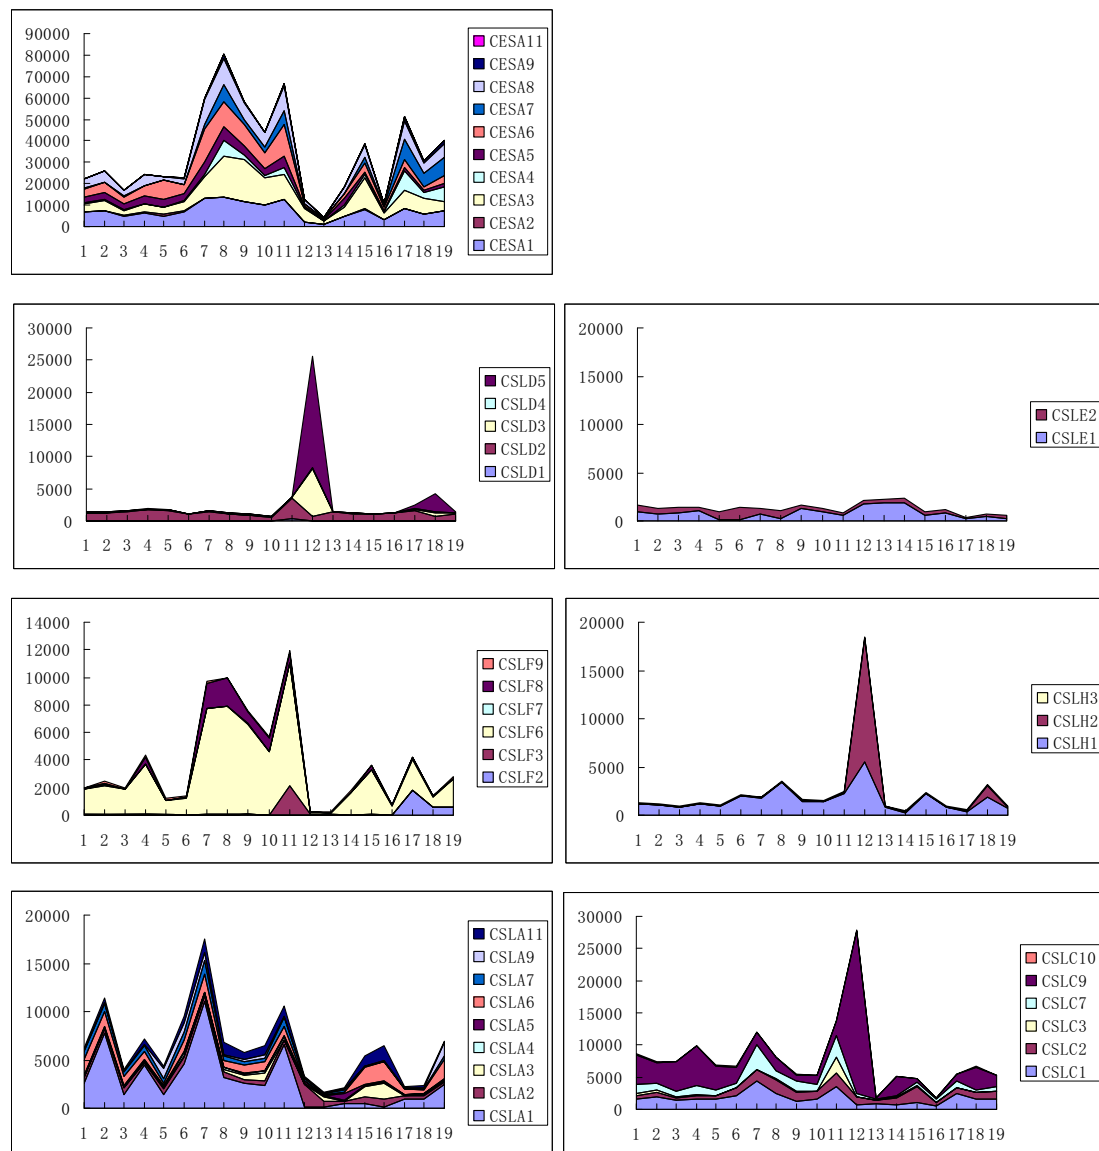 90000
80000
70000
60000
50000
40000
30000
20000
10000
0
1 2 3 4 5 6 7 8 9 10 11 12 13 14 15 16 17 18 19
CESA11
CESA9
CESA8
CESA7
CESA6
CESA5
CESA4
CESA3
CESA2
CESA1
30000
25000
20000
15000
10000
5000
0
1 2 3 4 5 6 7 8 9 10 11 12 13 14 15 16 17 18 19
CSLD5
CSLD4
CSLD3
CSLD2
CSLD1
20000
15000
10000
5000
0
1 2 3 4 5 6 7 8 9 10 11 12 13 14 15 16 17 18 19
CSLE2
CSLE1
14000
12000
10000
8000
6000
4000
2000
0
1 2 3 4 5 6 7 8 9 10 11 12 13 14 15 16 17 18 19
CSLF9
CSLF8
CSLF7
CSLF6
CSLF3
CSLF2
20000
15000
10000
5000
0
1 2 3 4 5 6 7 8 9 10 11 12 13 14 15 16 17 18 19
CSLH3
CSLH2
CSLH1
20000
15000
10000
5000
0
1 2 3 4 5 6 7 8 9 10 11 12 13 14 15 16 17 18 19
CSLA11
CSLA9
CSLA7
CSLA6
CSLA5
CSLA4
CSLA3
CSLA2
CSLA1
30000
25000
20000
15000
10000
5000
0
1 2 3 4 5 6 7 8 9 10 11 12 13 14 15 16 17 18 19
CSLC10
CSLC9
CSLC7
CSLC3
CSLC2
CSLC1